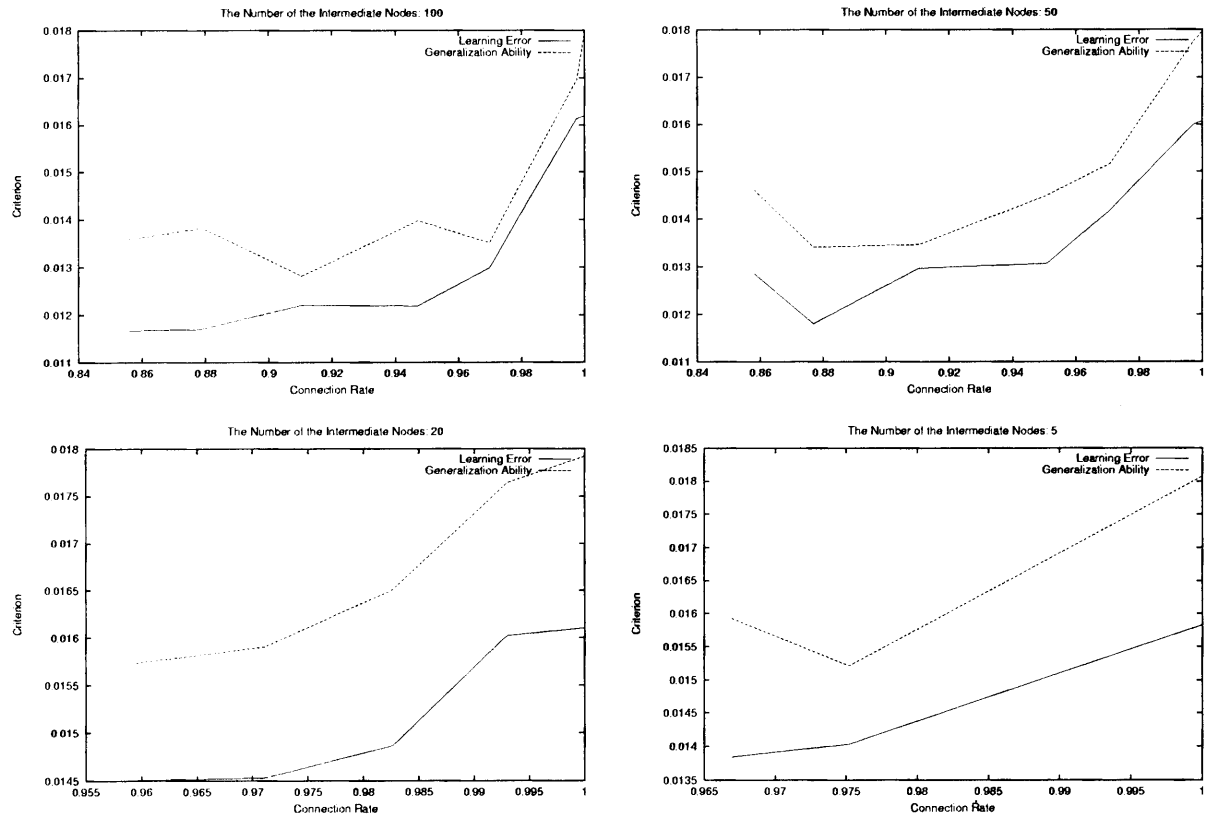 The Number of the Intermediate Nodes: 100
Learning Error
Generalization Ability
0.018
0.017
0.016
0.015
0.014
0.013
0.012
0.011
Criterion
0.84 0.86 0.88 0.9 0.92 0.94 0.96 0.98 1
Connection Rate
The Number of the Intermediate Nodes: 50
Learning Error
Generalization Ability
0.018
0.017
0.016
0.015
0.014
0.013
0.012
0.011
Criterion
0.84 0.86 0.88 0.9 0.92 0.94 0.96 0.98 1
Connection Rate
The Number of the Intermediate Nodes: 20
Learning Error
Generalization Ability
0.018
0.0175
0.017
0.0165
0.016
0.0155
0.015
0.0145
Criterion
0.955 0.96 0.965 0.97 0.975 0.98 0.985 0.99 0.995 1
Connection Rate
The Number of the Intermediate Nodes: 5
Learning Error
Generalization Ability
0.0185
0.018
0.0175
0.017
0.0165
0.016
0.0155
0.015
0.0145
0.014
0.0135
Criterion
0.965 0.97 0.975 0.98 0.985 0.99 0.995 1
Connection Rate